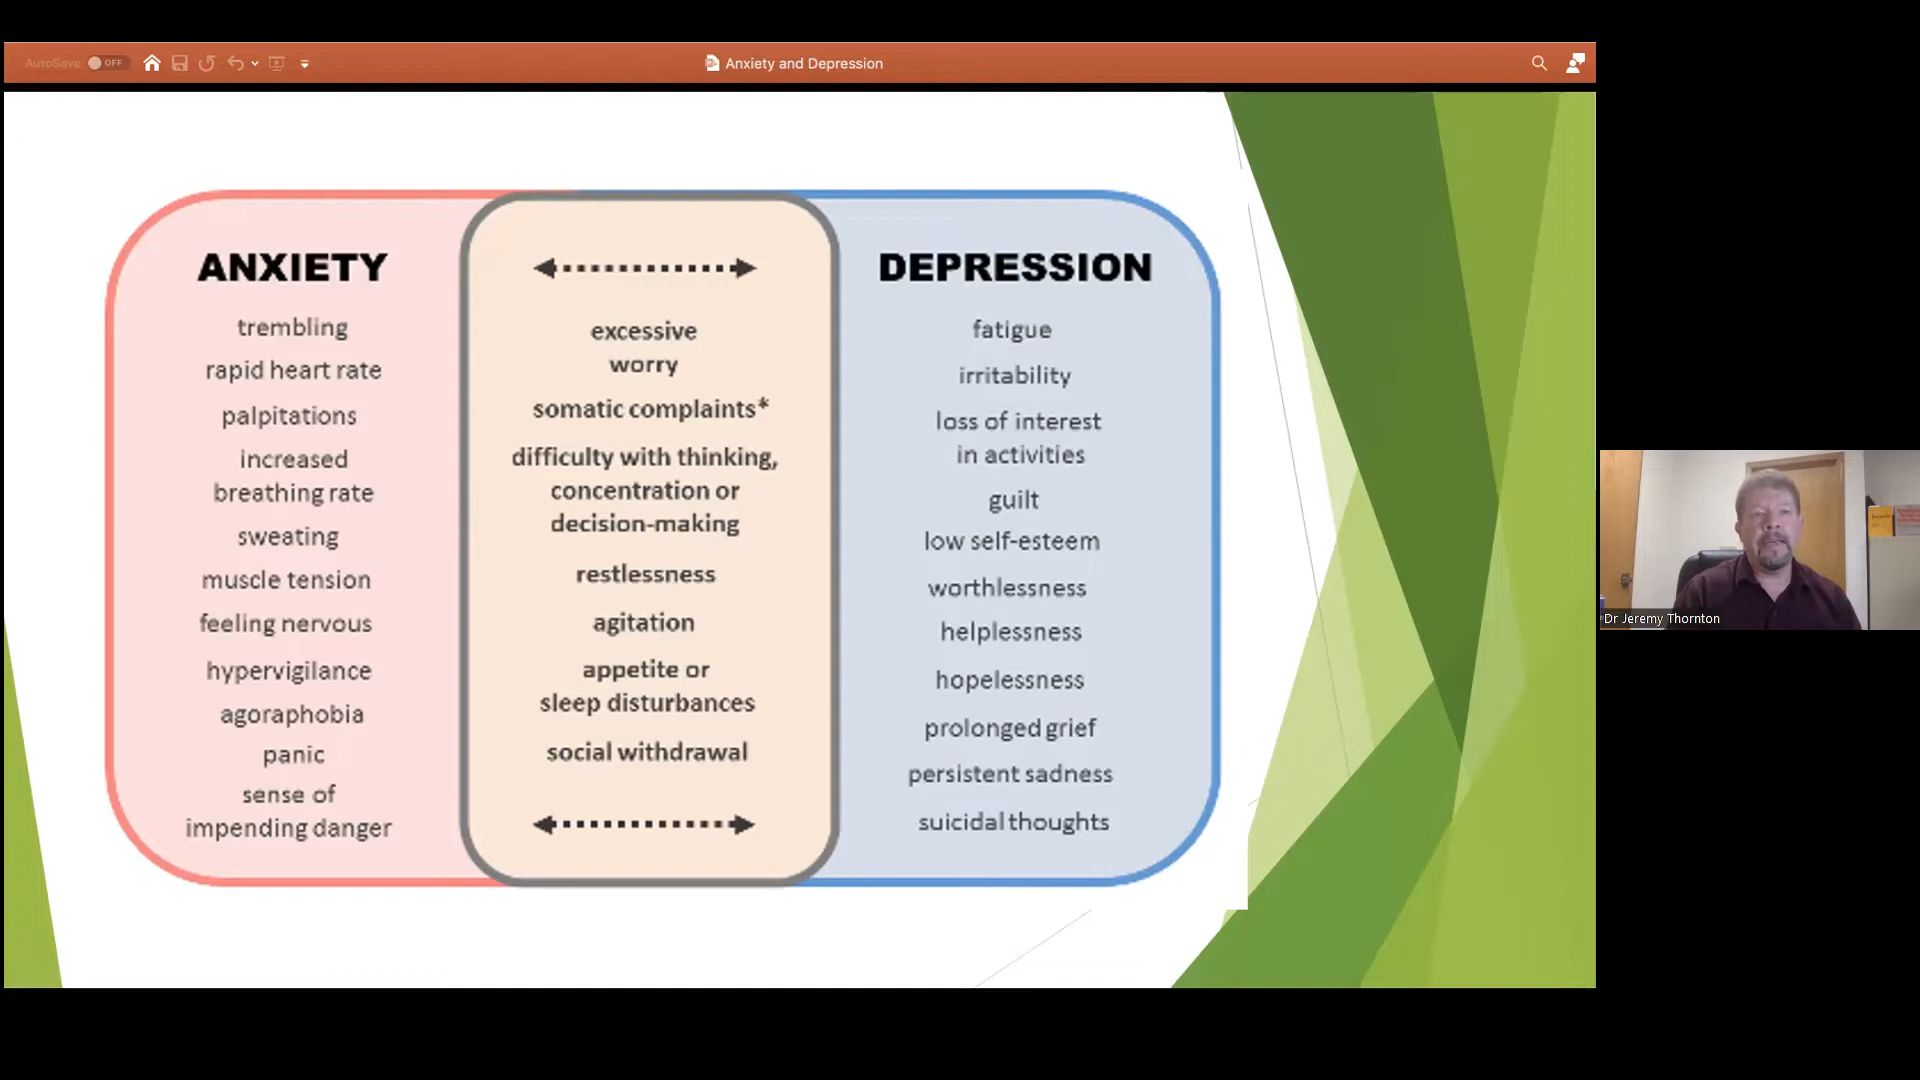 AutoSave OFF
Anxiety and Depression
ANXIETY
trembling
rapid heart rate
palpitations
increased
breathing rate
sweating
muscle tension
feeling nervous
hypervigilance
agoraphobia
panic
sense of
impending danger
excessive
worry
somatic complaints*
difficulty with thinking,
concentration or
decision-making
restlessness
agitation
appetite or
sleep disturbances
social withdrawal
DEPRESSION
fatigue
irritability
loss of interest
in activities
guilt
low self-esteem
worthlessness
helplessness
hopelessness
prolonged grief
persistent sadness
suicidal thoughts
Dr Jeremy Thornton